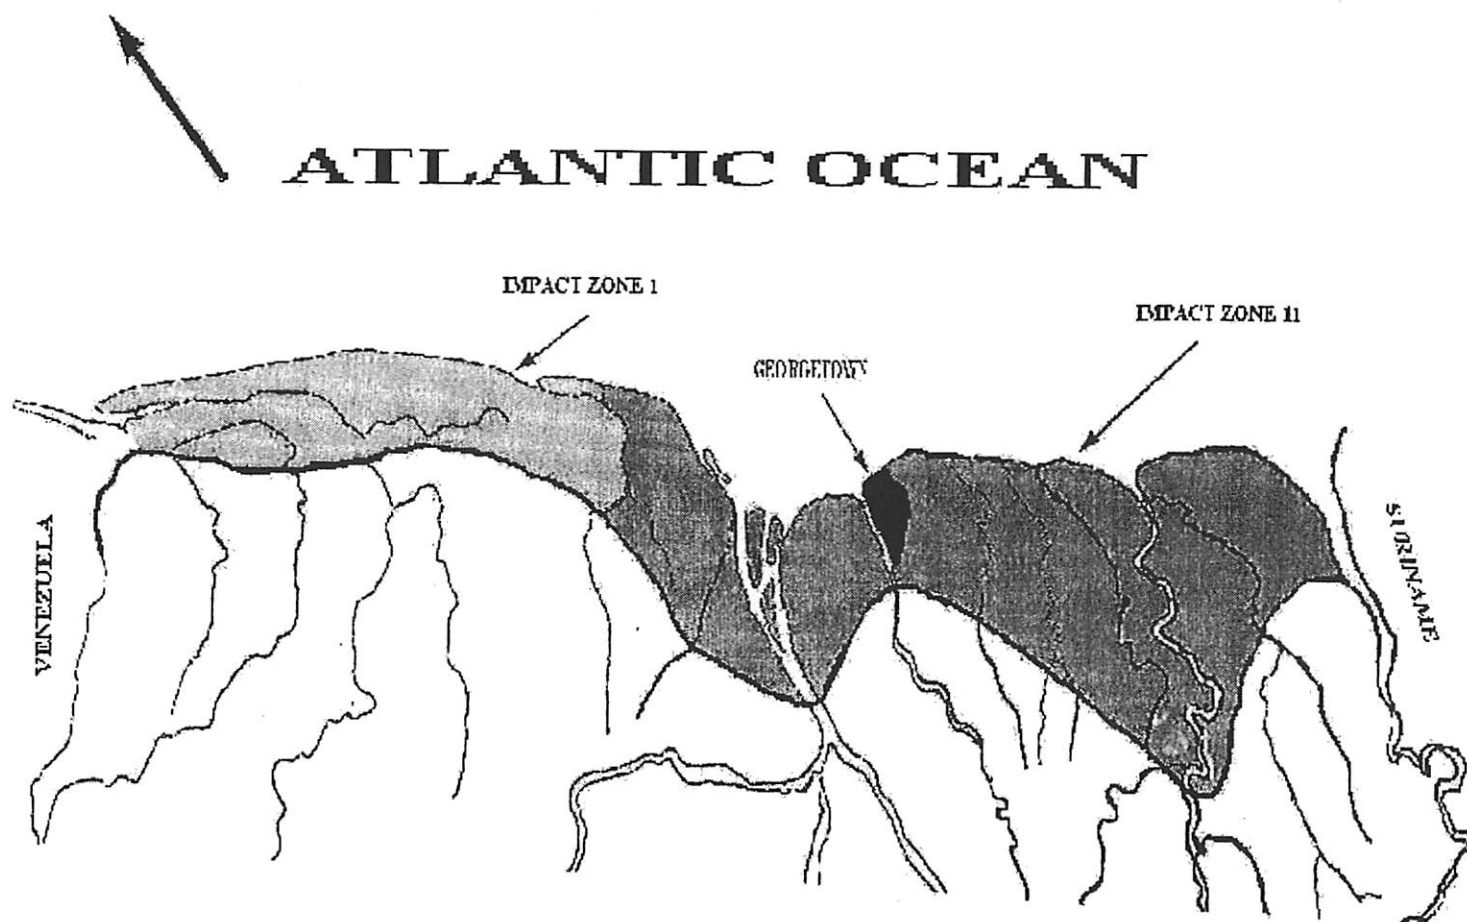 ATLANTIC OCEAN
IMPACT ZONE 1
IMPACT ZONE 11
GEORGETOWN
VENEZUELA
SURINAME